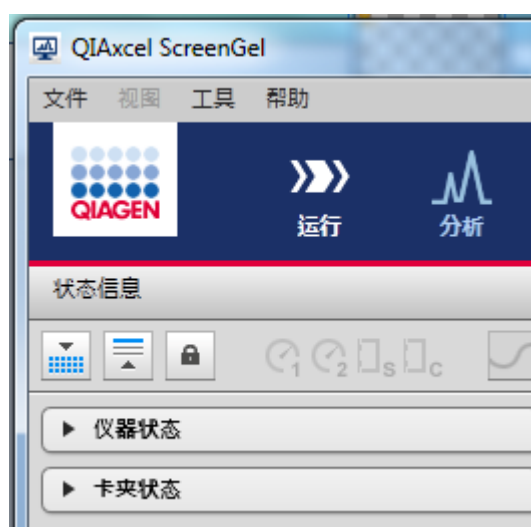 QIAxcel ScreenGel
文件 视图 工具 帮助
QIAGEN
运行 分析
状态信息
1 2 S C
仪器状态
卡夹状态